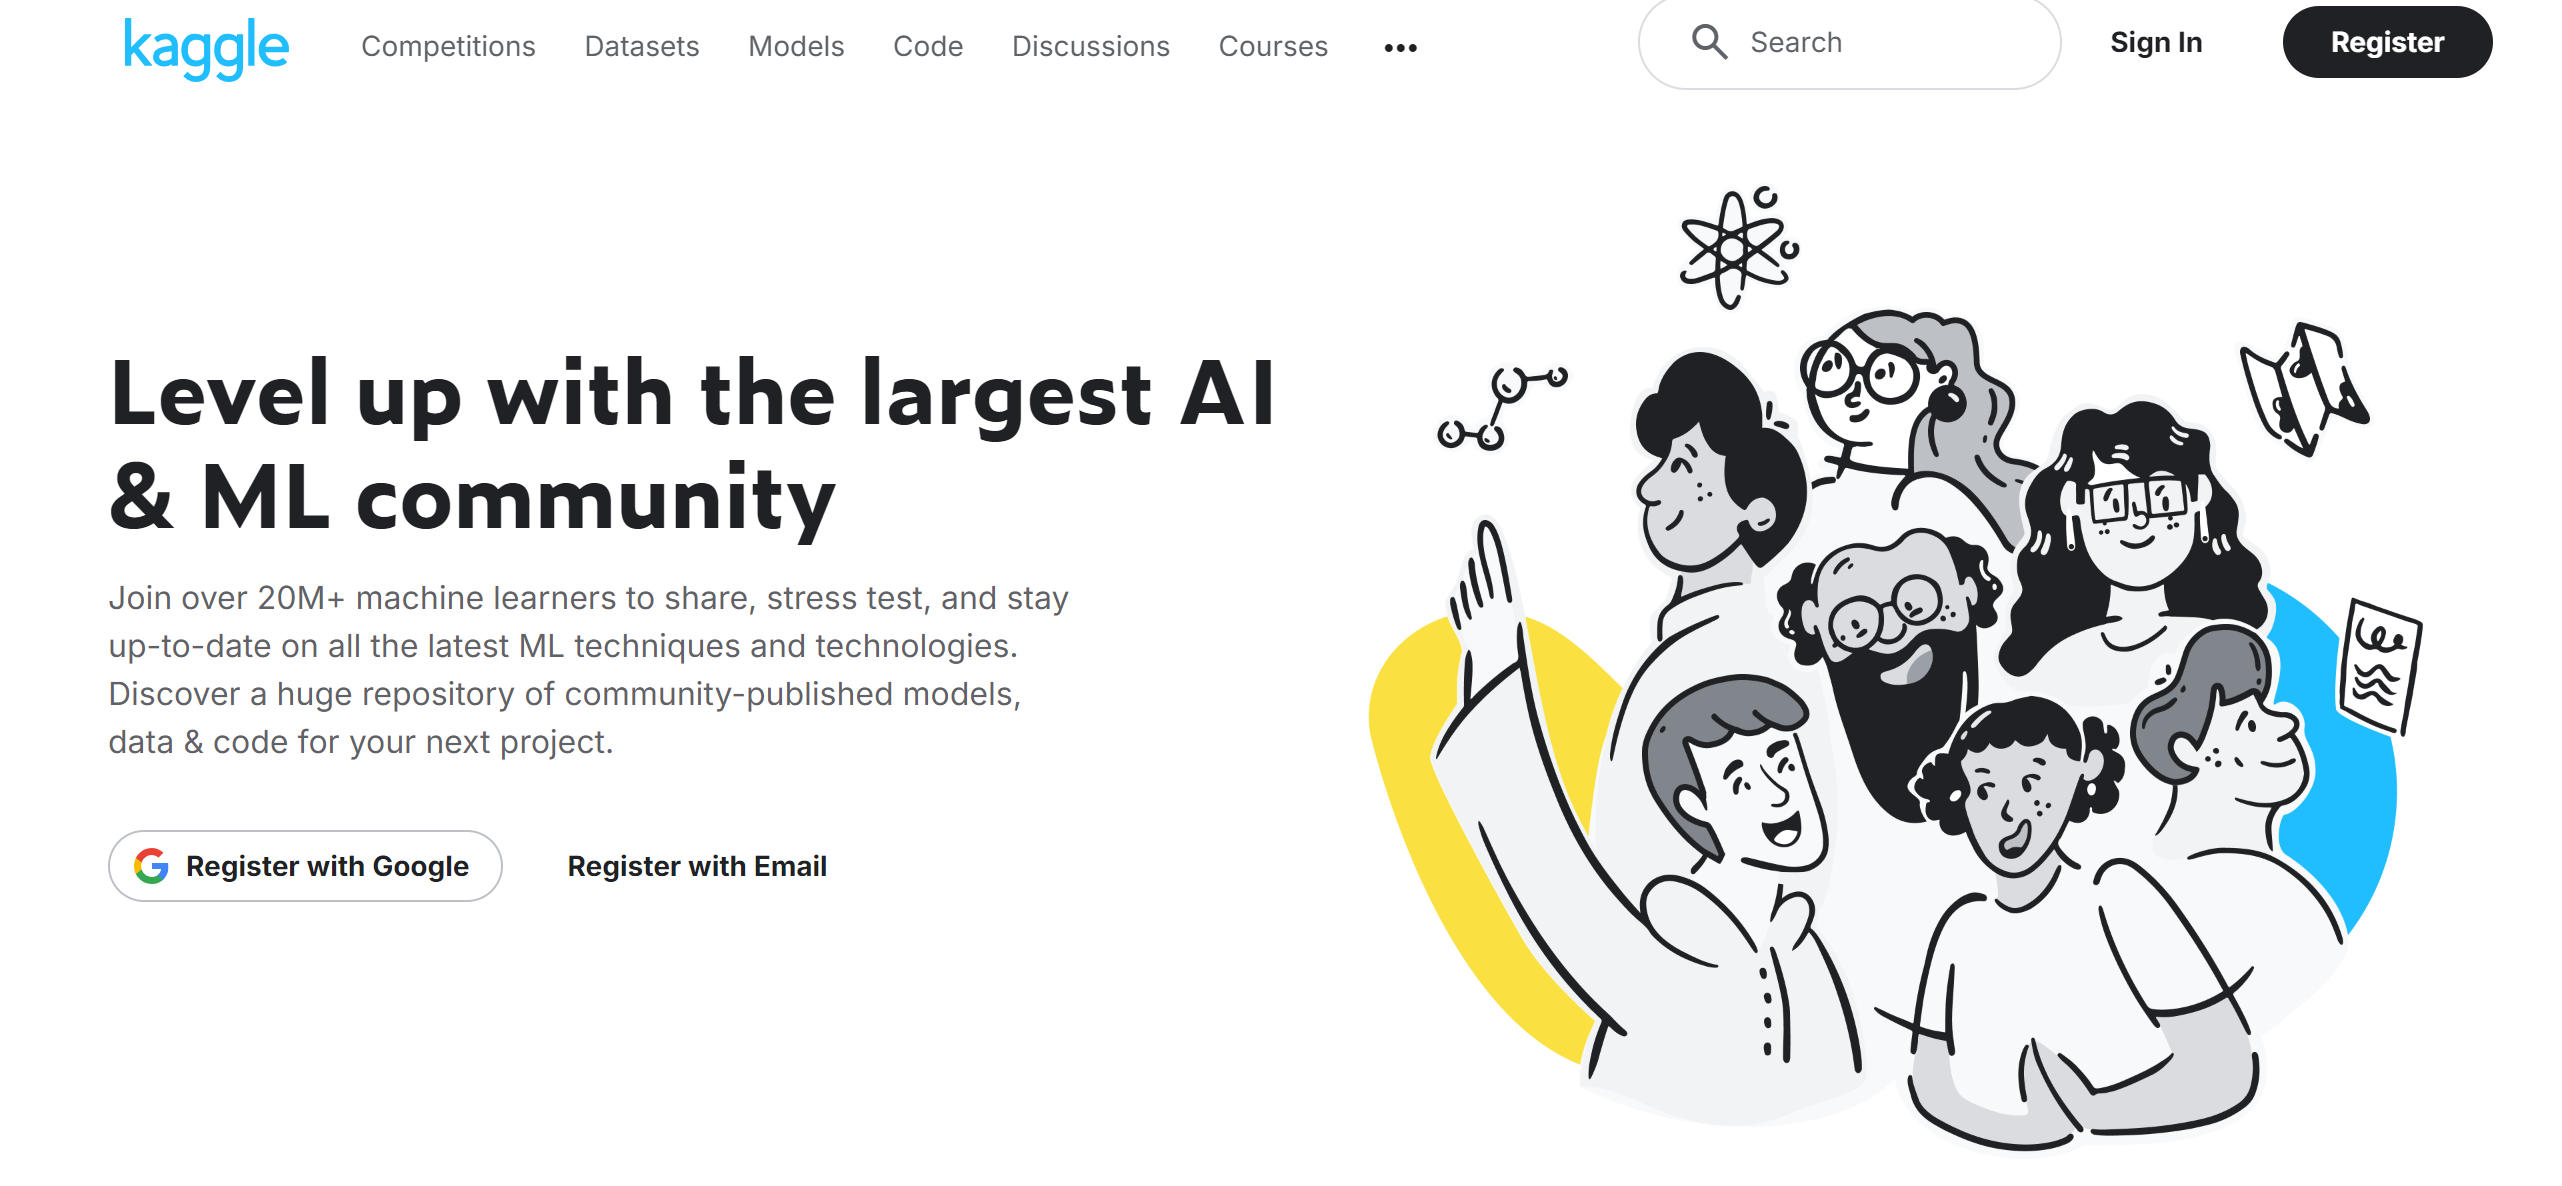 kaggle
Competitions Datasets Models Code Discussions Courses
Search
Sign In
Register
Level up with the largest AI
& ML community
Join over 20M+ machine learners to share, stress test, and stay
up-to-date on all the latest ML techniques and technologies.
Discover a huge repository of community-published models,
data & code for your next project.
Register with Google
Register with Email